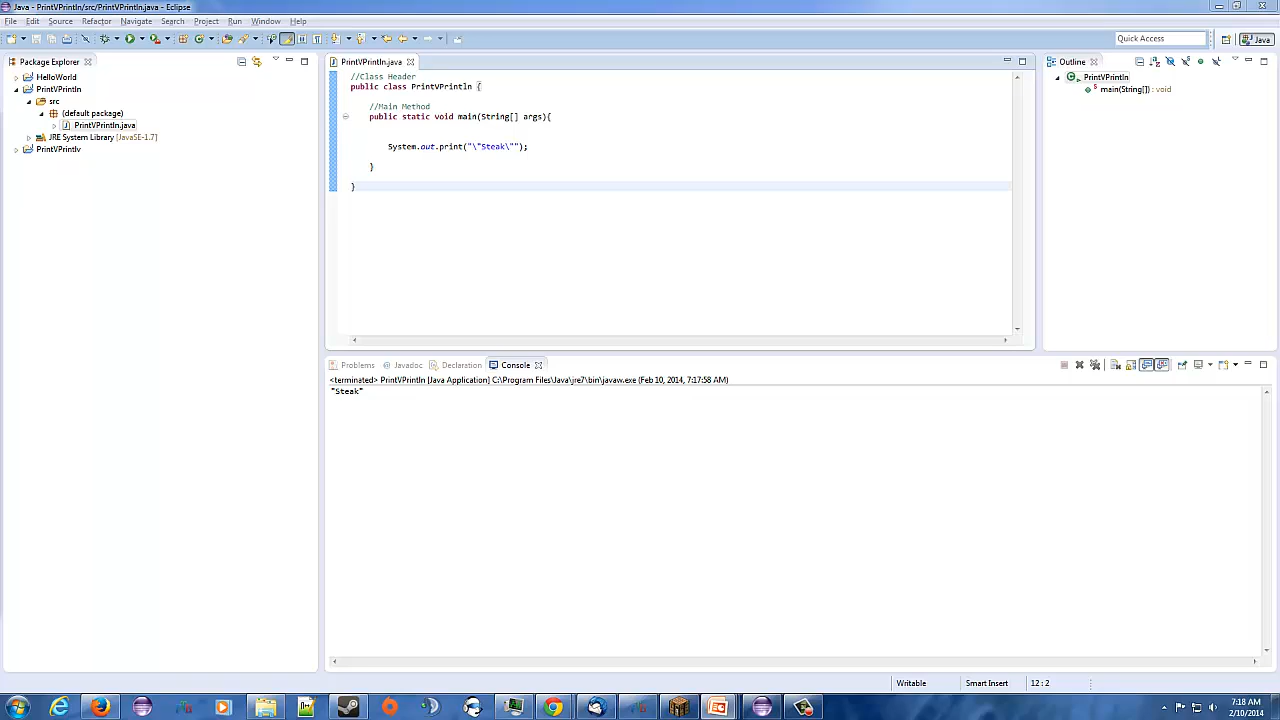 Java - PrintVPrintln/src/PrintVPrintln.java - Eclipse
File Edit Source Refactor Navigate Search Project Run Window Help
Quick Access
Java
Package Explorer
HelloWorld
PrintVPrintln
src
(default package)
PrintVPrintln.java
JRE System Library [JavaSE-1.7]
PrintVPrintlv
PrintVPrintln.java
//Class Header
public class PrintVPrintln {
//Main Method
public static void main(String[] args){
System.out.print("\"Steak\"");
}
}
Outline
PrintVPrintln
main(String[]) : void
Problems Javadoc Declaration Console
<terminated> PrintVPrintln [Java Application] C:\Program Files\Java\jre7\bin\javaw.exe (Feb 10, 2014, 7:17:58 AM)
"Steak"
Writable Smart Insert 12 : 2
7:18 AM
2/10/2014